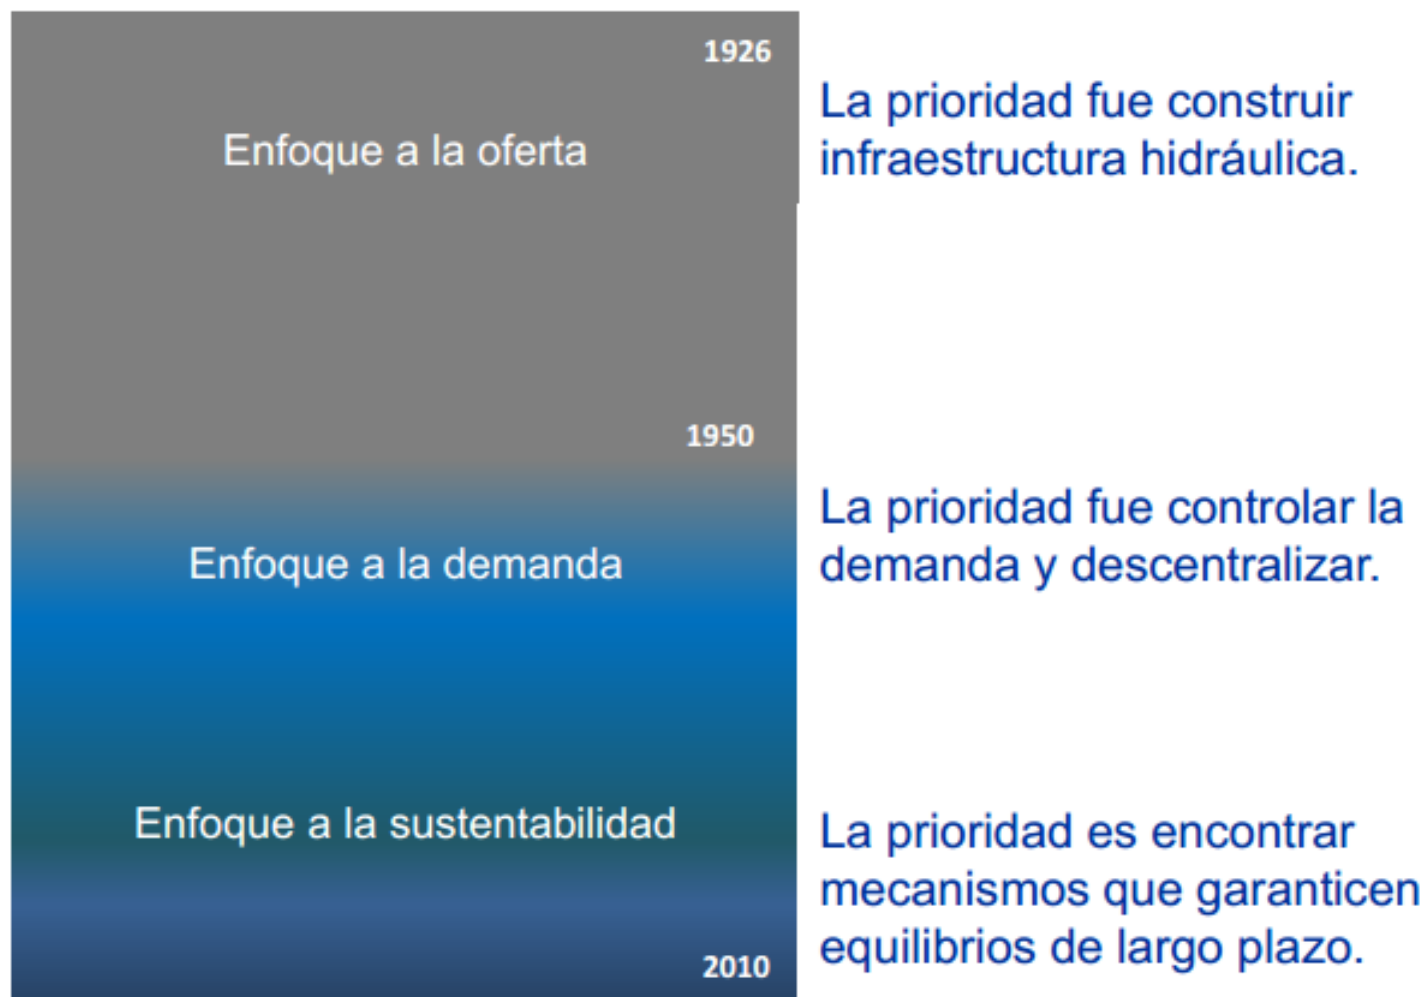 1926
Enfoque a la oferta
La prioridad fue construir
infraestructura hidráulica.
1950
Enfoque a la demanda
La prioridad fue controlar la
demanda y descentralizar.
Enfoque a la sustentabilidad
La prioridad es encontrar
mecanismos que garanticen
equilibrios de largo plazo.
2010